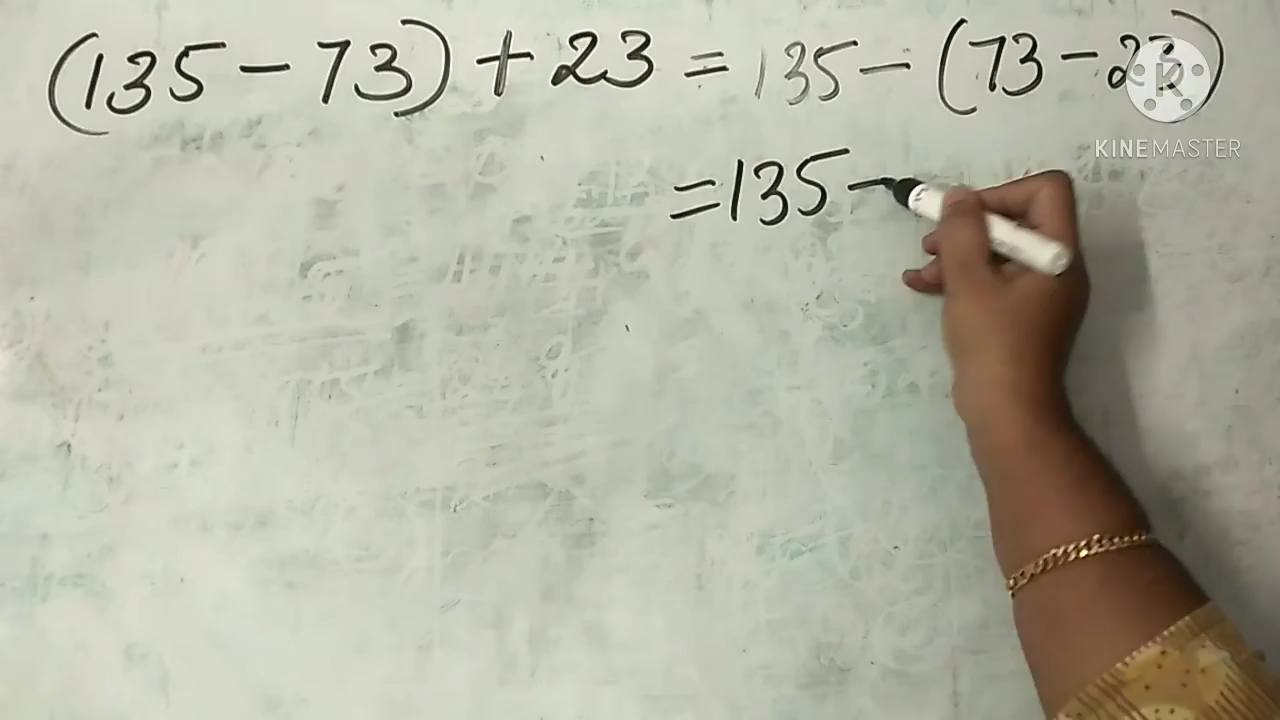 (135 - 73) + 23 = 135 - (73 - 23)
= 135 -
KINEMASTER